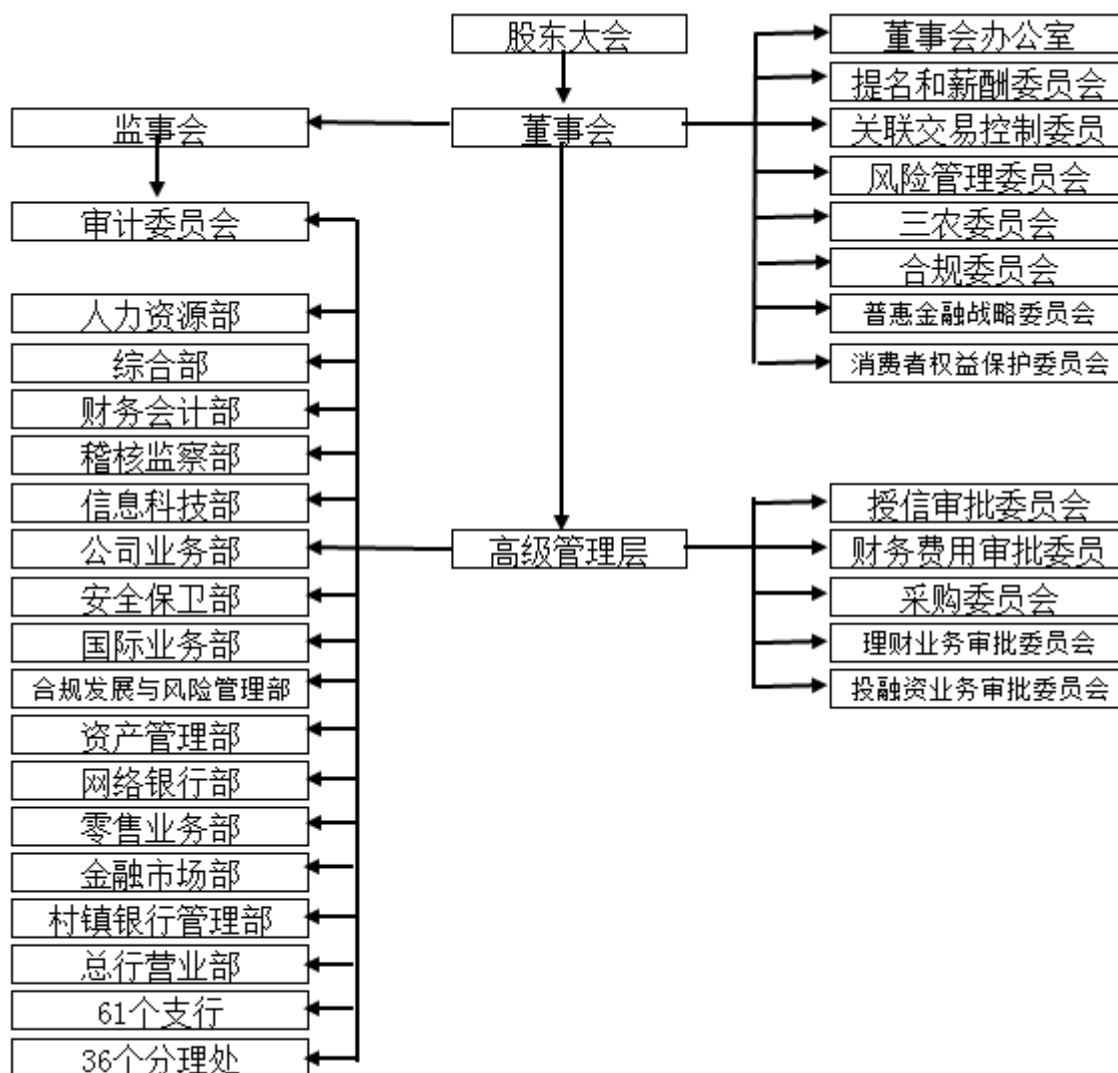 股东大会
董事会办公室
提名和薪酬委员会
监事会
董事会
关联交易控制委员
风险管理委员会
审计委员会
三农委员会
合规委员会
人力资源部
普惠金融战略委员会
综合部
消费者权益保护委员会
财务会计部
稽核监察部
信息科技部
授信审批委员会
公司业务部
高级管理层
财务费用审批委员
安全保卫部
采购委员会
国际业务部
理财业务审批委员会
合规发展与风险管理部
投融资业务审批委员会
资产管理部
网络银行部
零售业务部
金融市场部
村镇银行管理部
总行营业部
61个支行
36个分理处